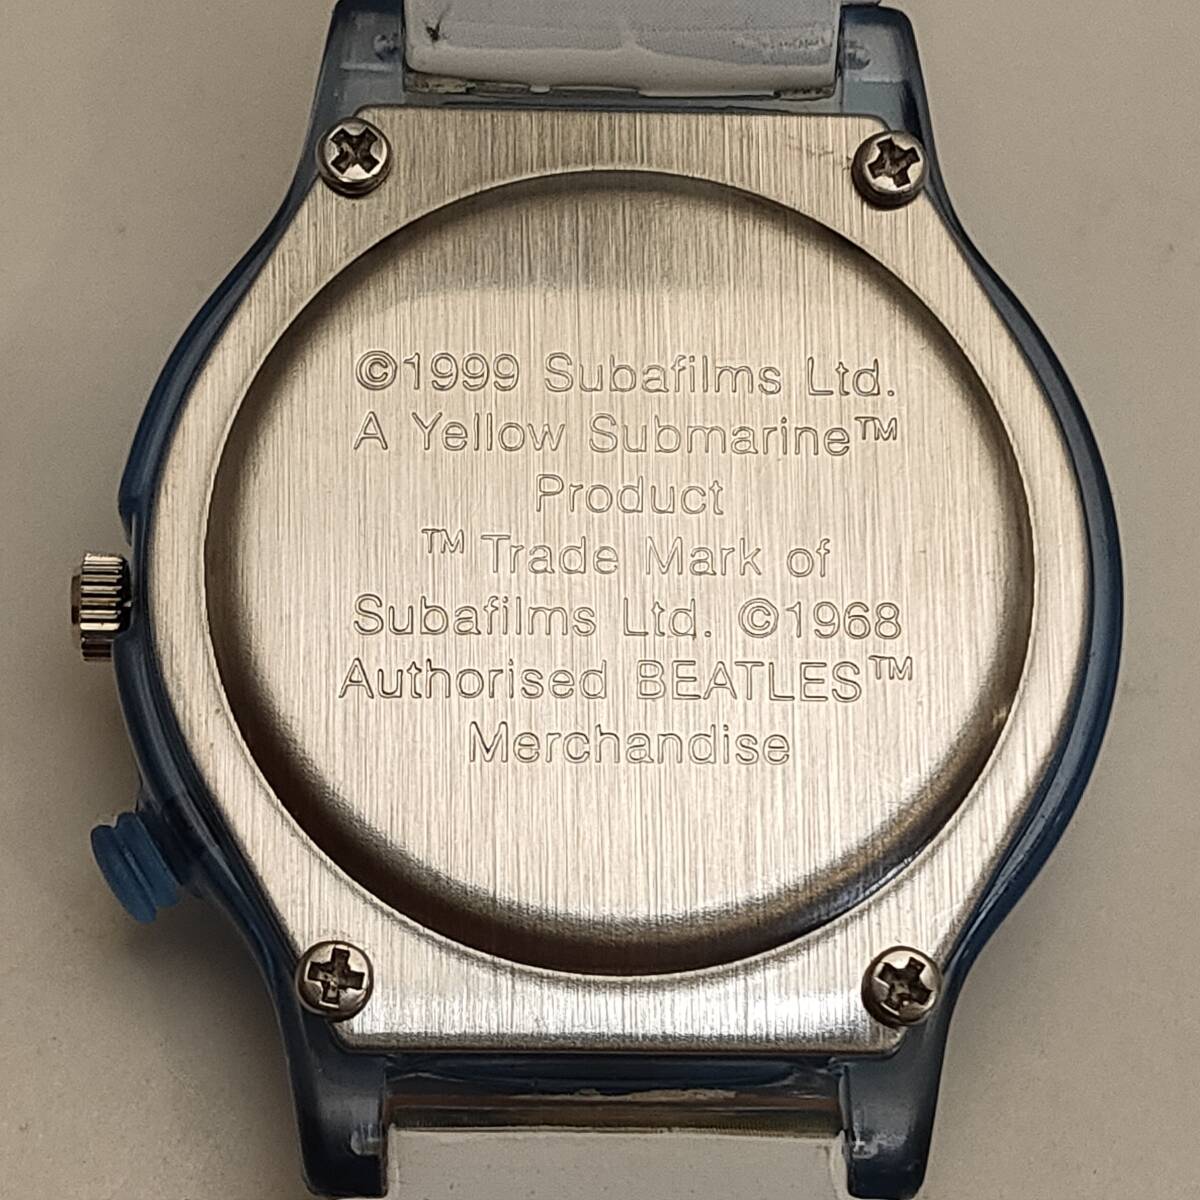 ©1999 Subafilms Ltd.
A Yellow Submarine™
Product
™ Trade Mark of
Subafilms Ltd. ©1968
Authorised BEATLES™
Merchandise